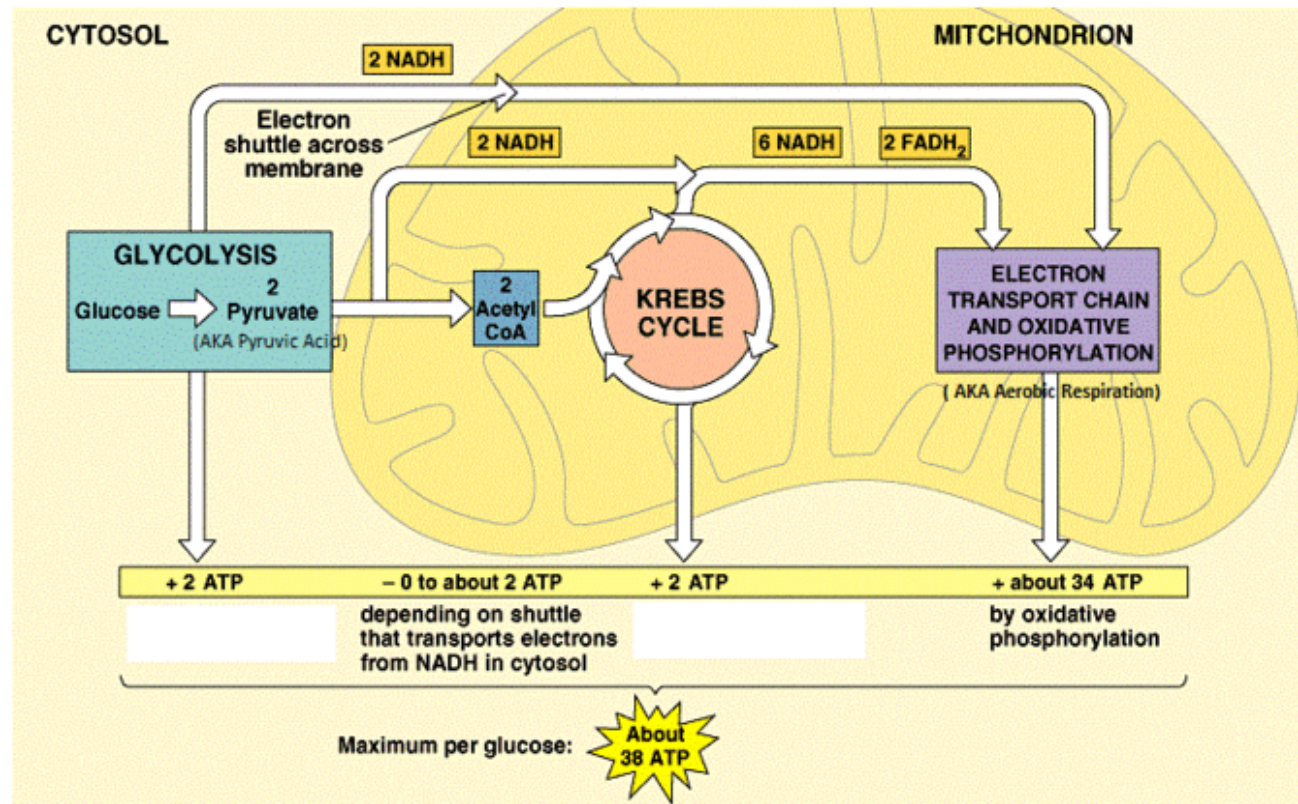 CYTOSOL
MITCHONDRION
2 NADH
Electron
shuttle across
membrane
2 NADH
6 NADH
2 FADH₂
GLYCOLYSIS
2
Glucose Pyruvate
(AKA Pyruvic Acid)
2
Acetyl
CoA
KREBS
CYCLE
ELECTRON
TRANSPORT CHAIN
AND OXIDATIVE
PHOSPHORYLATION
( AKA Aerobic Respiration)
+ 2 ATP
– 0 to about 2 ATP
+ 2 ATP
+ about 34 ATP
depending on shuttle
that transports electrons
from NADH in cytosol
by oxidative
phosphorylation
Maximum per glucose:
About
38 ATP